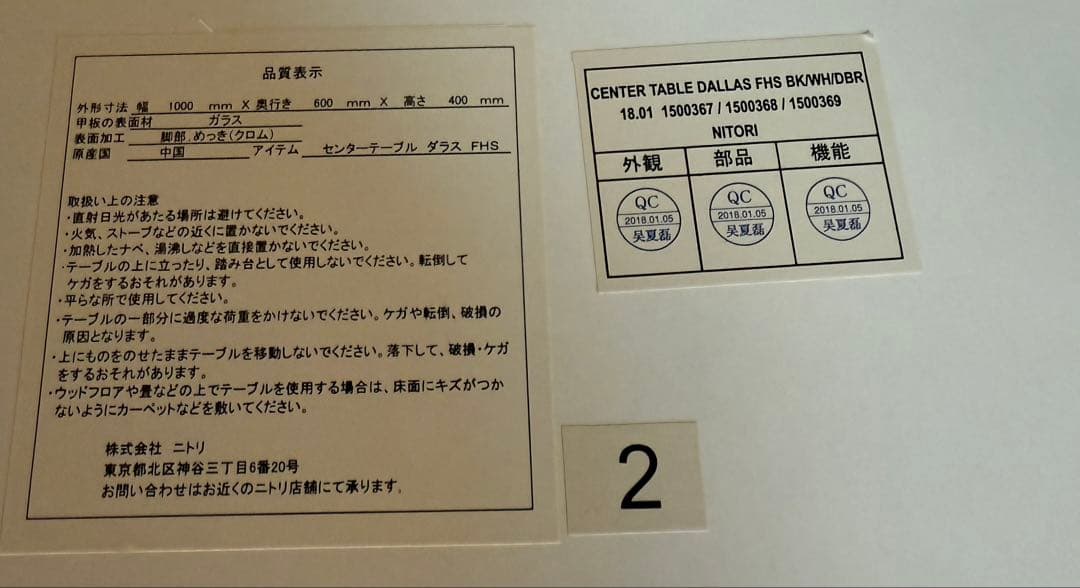 品質表示
外形寸法 幅 1000 mm X 奥行き 600 mm X 高さ 400 mm
甲板の表面材 ガラス
表面加工 脚部.めっき(クロム)
原産国 中国 アイテム センターテーブル ダラス FHS
取扱い上の注意
・直射日光があたる場所は避けてください。
・火気、ストーブなどの近くに置かないでください。
・加熱したナベ、湯沸しなどを直接置かないでください。
・テーブルの上に立ったり、踏み台として使用しないでください。転倒して
ケガをするおそれがあります。
・平らな所で使用してください。
・テーブルの一部分に過度な荷重をかけないでください。ケガや転倒、破損の
原因となります。
・上にものをのせたままテーブルを移動しないでください。落下して、破損・ケガ
をするおそれがあります。
・ウッドフロアや畳などの上でテーブルを使用する場合は、床面にキズがつか
ないようにカーペットなどを敷いてください。
株式会社 ニトリ
東京都北区神谷三丁目6番20号
お問い合わせはお近くのニトリ店舗にて承ります。
CENTER TABLE DALLAS FHS BK/WH/DBR
18.01 1500367 / 1500368 / 1500369
NITORI
外観 部品 機能
QC QC QC
2018.01.05 2018.01.05 2018.01.05
吴夏磊 吴夏磊 吴夏磊
2